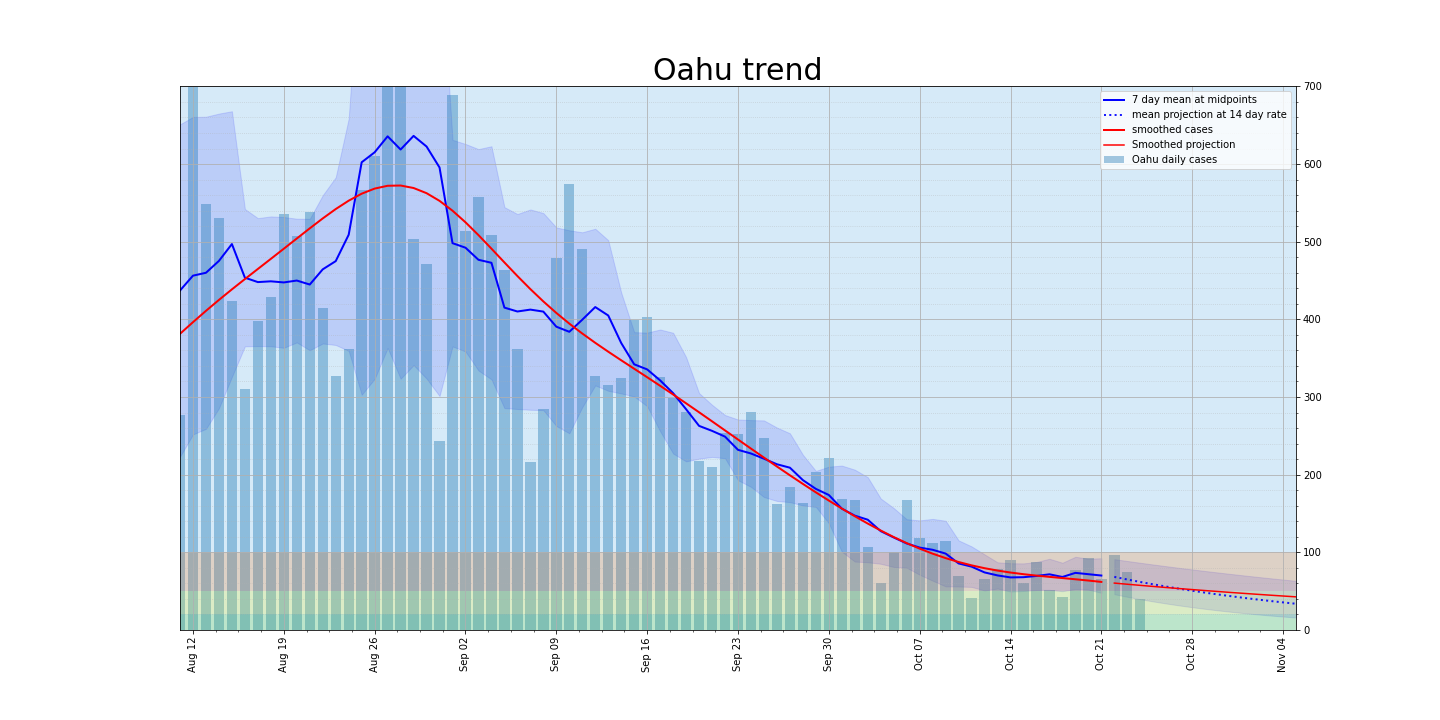 Oahu trend
7 day mean at midpoints
mean projection at 14 day rate
smoothed cases
Smoothed projection
Oahu daily cases
700
600
500
400
300
200
100
0
Aug 12
Aug 19
Aug 26
Sep 02
Sep 09
Sep 16
Sep 23
Sep 30
Oct 07
Oct 14
Oct 21
Oct 28
Nov 04